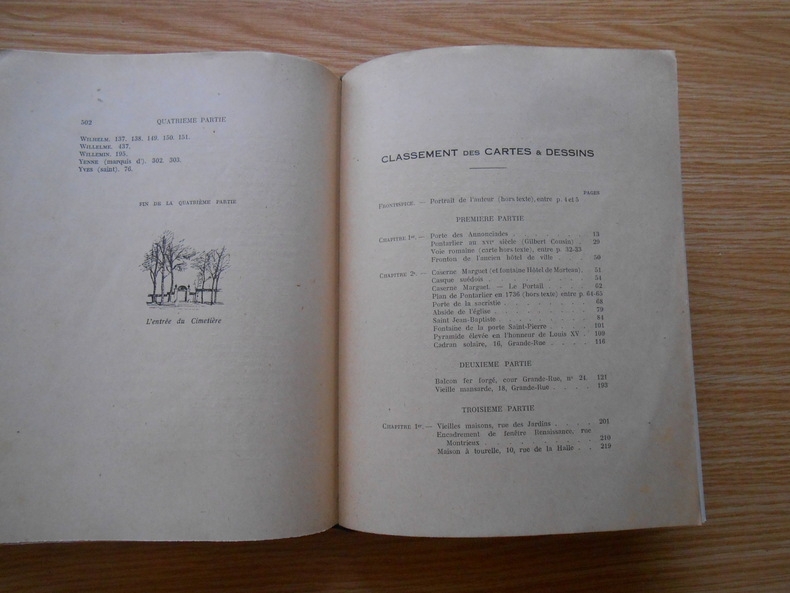 502 QUATRIÈME PARTIE
WILHELM. 137. 138. 149. 150. 151.
WILLELME. 437.
WILLEMIN. 195.
YENNE (marquis d'). 302. 303.
YVES (saint). 76.
FIN DE LA QUATRIÈME PARTIE
L'entrée du Cimetière
CLASSEMENT DES CARTES & DESSINS
PAGES
FRONTISPICE. — Portrait de l'auteur (hors texte), entre p. 4 et 5
PREMIÈRE PARTIE
CHAPITRE 1er. — Porte des Annonciades . . 13
Pontarlier au XVIe siècle (Gilbert Cousin) . 29
Voie romaine (carte hors texte), entre p. 32-33
Fronton de l'ancien hôtel de ville . . . 50
CHAPITRE 2e. — Caserne Marguet (et fontaine Hôtel de Morteau). 51
Casque suédois . . . 54
Caserne Marguet. — Le Portail . . . 62
Plan de Pontarlier en 1736 (hors texte) entre p. 64-65
Porte de la sacristie . . . 68
Abside de l'église . . . 79
Saint Jean-Baptiste . . . 84
Fontaine de la porte Saint-Pierre . . . 101
Pyramide élevée en l'honneur de Louis XV . 108
Cadran solaire, 16, Grande-Rue . . . . 116
DEUXIÈME PARTIE
Balcon fer forgé, cour Grande-Rue, n° 24. 121
Vieille mansarde, 18, Grande-Rue . . . . 193
TROISIÈME PARTIE
CHAPITRE 1er. — Vieilles maisons, rue des Jardins . . . . 201
Encadrement de fenêtre Renaissance, rue
Montrieux . . . 210
Maison à tourelle, 10, rue de la Halle . . 219